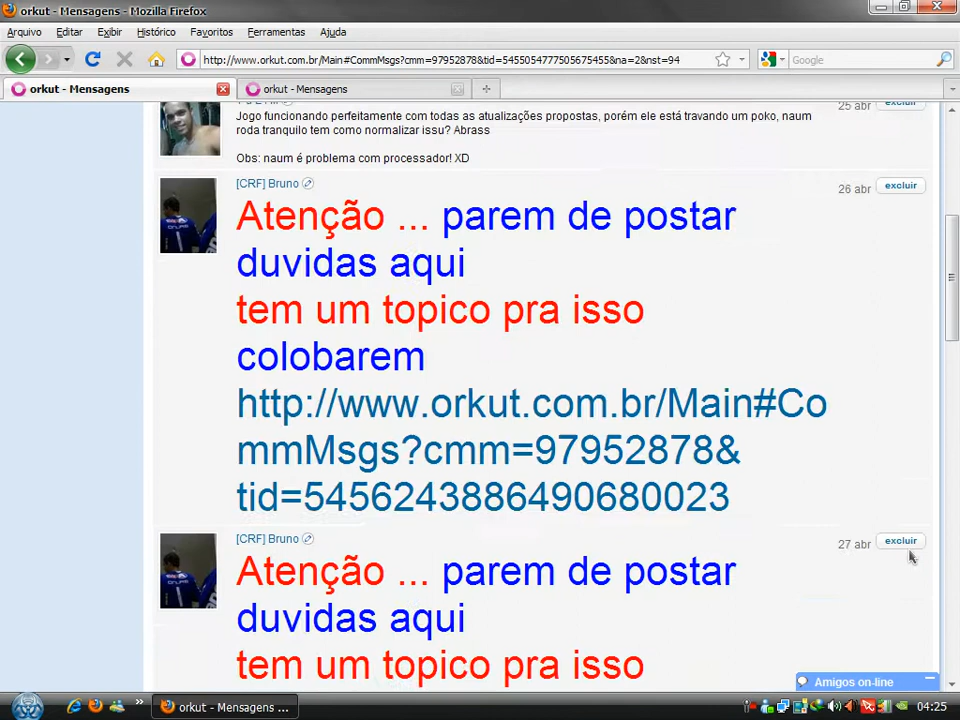 orkut - Mensagens - Mozilla Firefox
Arquivo Editar Exibir Histórico Favoritos Ferramentas Ajuda
http://www.orkut.com.br/Main#CommMsgs?cmm=97952878&tid=5455054777505675455&na=2&nst=94
Google
orkut - Mensagens
orkut - Mensagens
25 abr
excluir
Jogo funcionando perfeitamente com todas as atualizações propostas, porém ele está travando um poko, naum
roda tranquilo tem como normalizar issu? Abrass
Obs: naum é problema com processador! XD
[CRF] Bruno
26 abr
excluir
Atenção ... parem de postar
duvidas aqui
tem um topico pra isso
colobarem
http://www.orkut.com.br/Main#Co
mmMsgs?cmm=97952878&
tid=5456243886490680023
[CRF] Bruno
27 abr
excluir
Atenção ... parem de postar
duvidas aqui
tem um topico pra isso
Amigos on-line
orkut - Mensagens ...
04:25